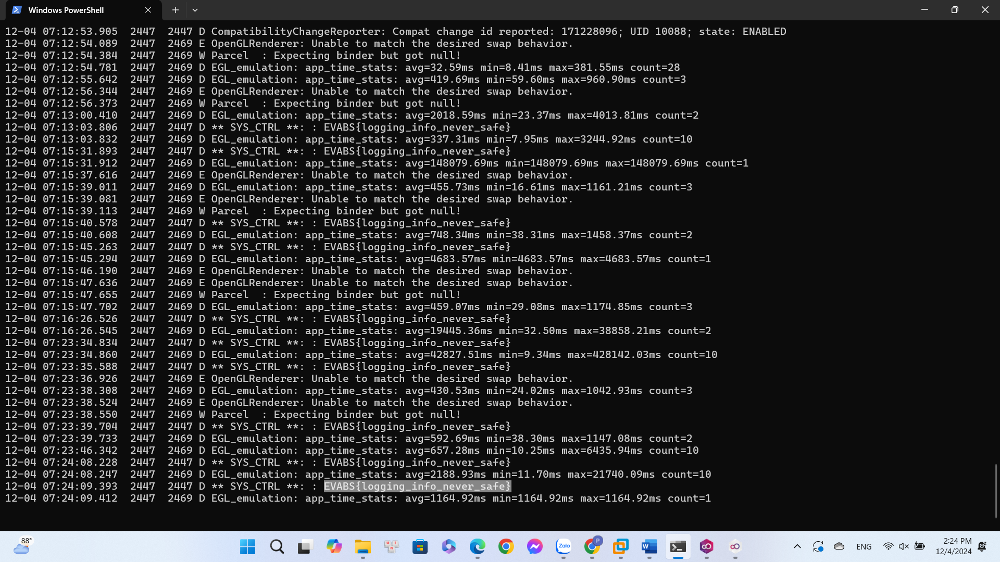 Windows PowerShell
12-04 07:12:53.905  2447  2447 D CompatibilityChangeReporter: Compat change id reported: 171228096; UID 10088; state: ENABLED
12-04 07:12:54.089  2447  2469 E OpenGLRenderer: Unable to match the desired swap behavior.
12-04 07:12:54.384  2447  2469 W Parcel  : Expecting binder but got null!
12-04 07:12:54.781  2447  2469 D EGL_emulation: app_time_stats: avg=32.59ms min=8.41ms max=381.55ms count=28
12-04 07:12:55.642  2447  2469 D EGL_emulation: app_time_stats: avg=419.69ms min=59.60ms max=960.90ms count=3
12-04 07:12:56.344  2447  2469 E OpenGLRenderer: Unable to match the desired swap behavior.
12-04 07:12:56.373  2447  2469 W Parcel  : Expecting binder but got null!
12-04 07:13:00.410  2447  2469 D EGL_emulation: app_time_stats: avg=2018.59ms min=23.37ms max=4013.81ms count=2
12-04 07:13:03.806  2447  2447 D ** SYS_CTRL **: : EVABS{logging_info_never_safe}
12-04 07:13:03.832  2447  2469 D EGL_emulation: app_time_stats: avg=337.31ms min=7.95ms max=3244.92ms count=10
12-04 07:15:31.893  2447  2447 D ** SYS_CTRL **: : EVABS{logging_info_never_safe}
12-04 07:15:31.912  2447  2469 D EGL_emulation: app_time_stats: avg=148079.69ms min=148079.69ms max=148079.69ms count=1
12-04 07:15:37.616  2447  2469 E OpenGLRenderer: Unable to match the desired swap behavior.
12-04 07:15:39.011  2447  2469 D EGL_emulation: app_time_stats: avg=455.73ms min=16.61ms max=1161.21ms count=3
12-04 07:15:39.081  2447  2469 E OpenGLRenderer: Unable to match the desired swap behavior.
12-04 07:15:39.113  2447  2469 W Parcel  : Expecting binder but got null!
12-04 07:15:40.578  2447  2447 D ** SYS_CTRL **: : EVABS{logging_info_never_safe}
12-04 07:15:40.608  2447  2469 D EGL_emulation: app_time_stats: avg=748.34ms min=38.31ms max=1458.37ms count=2
12-04 07:15:45.263  2447  2447 D ** SYS_CTRL **: : EVABS{logging_info_never_safe}
12-04 07:15:45.294  2447  2469 D EGL_emulation: app_time_stats: avg=4683.57ms min=4683.57ms max=4683.57ms count=1
12-04 07:15:46.190  2447  2469 E OpenGLRenderer: Unable to match the desired swap behavior.
12-04 07:15:47.636  2447  2469 E OpenGLRenderer: Unable to match the desired swap behavior.
12-04 07:15:47.655  2447  2469 W Parcel  : Expecting binder but got null!
12-04 07:15:47.702  2447  2469 D EGL_emulation: app_time_stats: avg=459.07ms min=29.08ms max=1174.85ms count=3
12-04 07:16:26.526  2447  2447 D ** SYS_CTRL **: : EVABS{logging_info_never_safe}
12-04 07:16:26.545  2447  2469 D EGL_emulation: app_time_stats: avg=19445.36ms min=32.50ms max=38858.21ms count=2
12-04 07:23:34.834  2447  2447 D ** SYS_CTRL **: : EVABS{logging_info_never_safe}
12-04 07:23:34.860  2447  2469 D EGL_emulation: app_time_stats: avg=42827.51ms min=9.34ms max=428142.03ms count=10
12-04 07:23:35.588  2447  2447 D ** SYS_CTRL **: : EVABS{logging_info_never_safe}
12-04 07:23:36.926  2447  2469 E OpenGLRenderer: Unable to match the desired swap behavior.
12-04 07:23:38.308  2447  2469 D EGL_emulation: app_time_stats: avg=430.53ms min=24.02ms max=1042.93ms count=3
12-04 07:23:38.524  2447  2469 E OpenGLRenderer: Unable to match the desired swap behavior.
12-04 07:23:38.550  2447  2469 W Parcel  : Expecting binder but got null!
12-04 07:23:39.704  2447  2447 D ** SYS_CTRL **: : EVABS{logging_info_never_safe}
12-04 07:23:39.733  2447  2469 D EGL_emulation: app_time_stats: avg=592.69ms min=38.30ms max=1147.08ms count=2
12-04 07:23:46.342  2447  2469 D EGL_emulation: app_time_stats: avg=657.28ms min=10.25ms max=6435.94ms count=10
12-04 07:24:08.228  2447  2447 D ** SYS_CTRL **: : EVABS{logging_info_never_safe}
12-04 07:24:08.247  2447  2469 D EGL_emulation: app_time_stats: avg=2188.93ms min=11.70ms max=21740.09ms count=10
12-04 07:24:09.393  2447  2447 D ** SYS_CTRL **: : EVABS{logging_info_never_safe}
12-04 07:24:09.412  2447  2469 D EGL_emulation: app_time_stats: avg=1164.92ms min=1164.92ms max=1164.92ms count=1
88°
Zalo
P
W
ENG
2:24 PM
12/4/2024